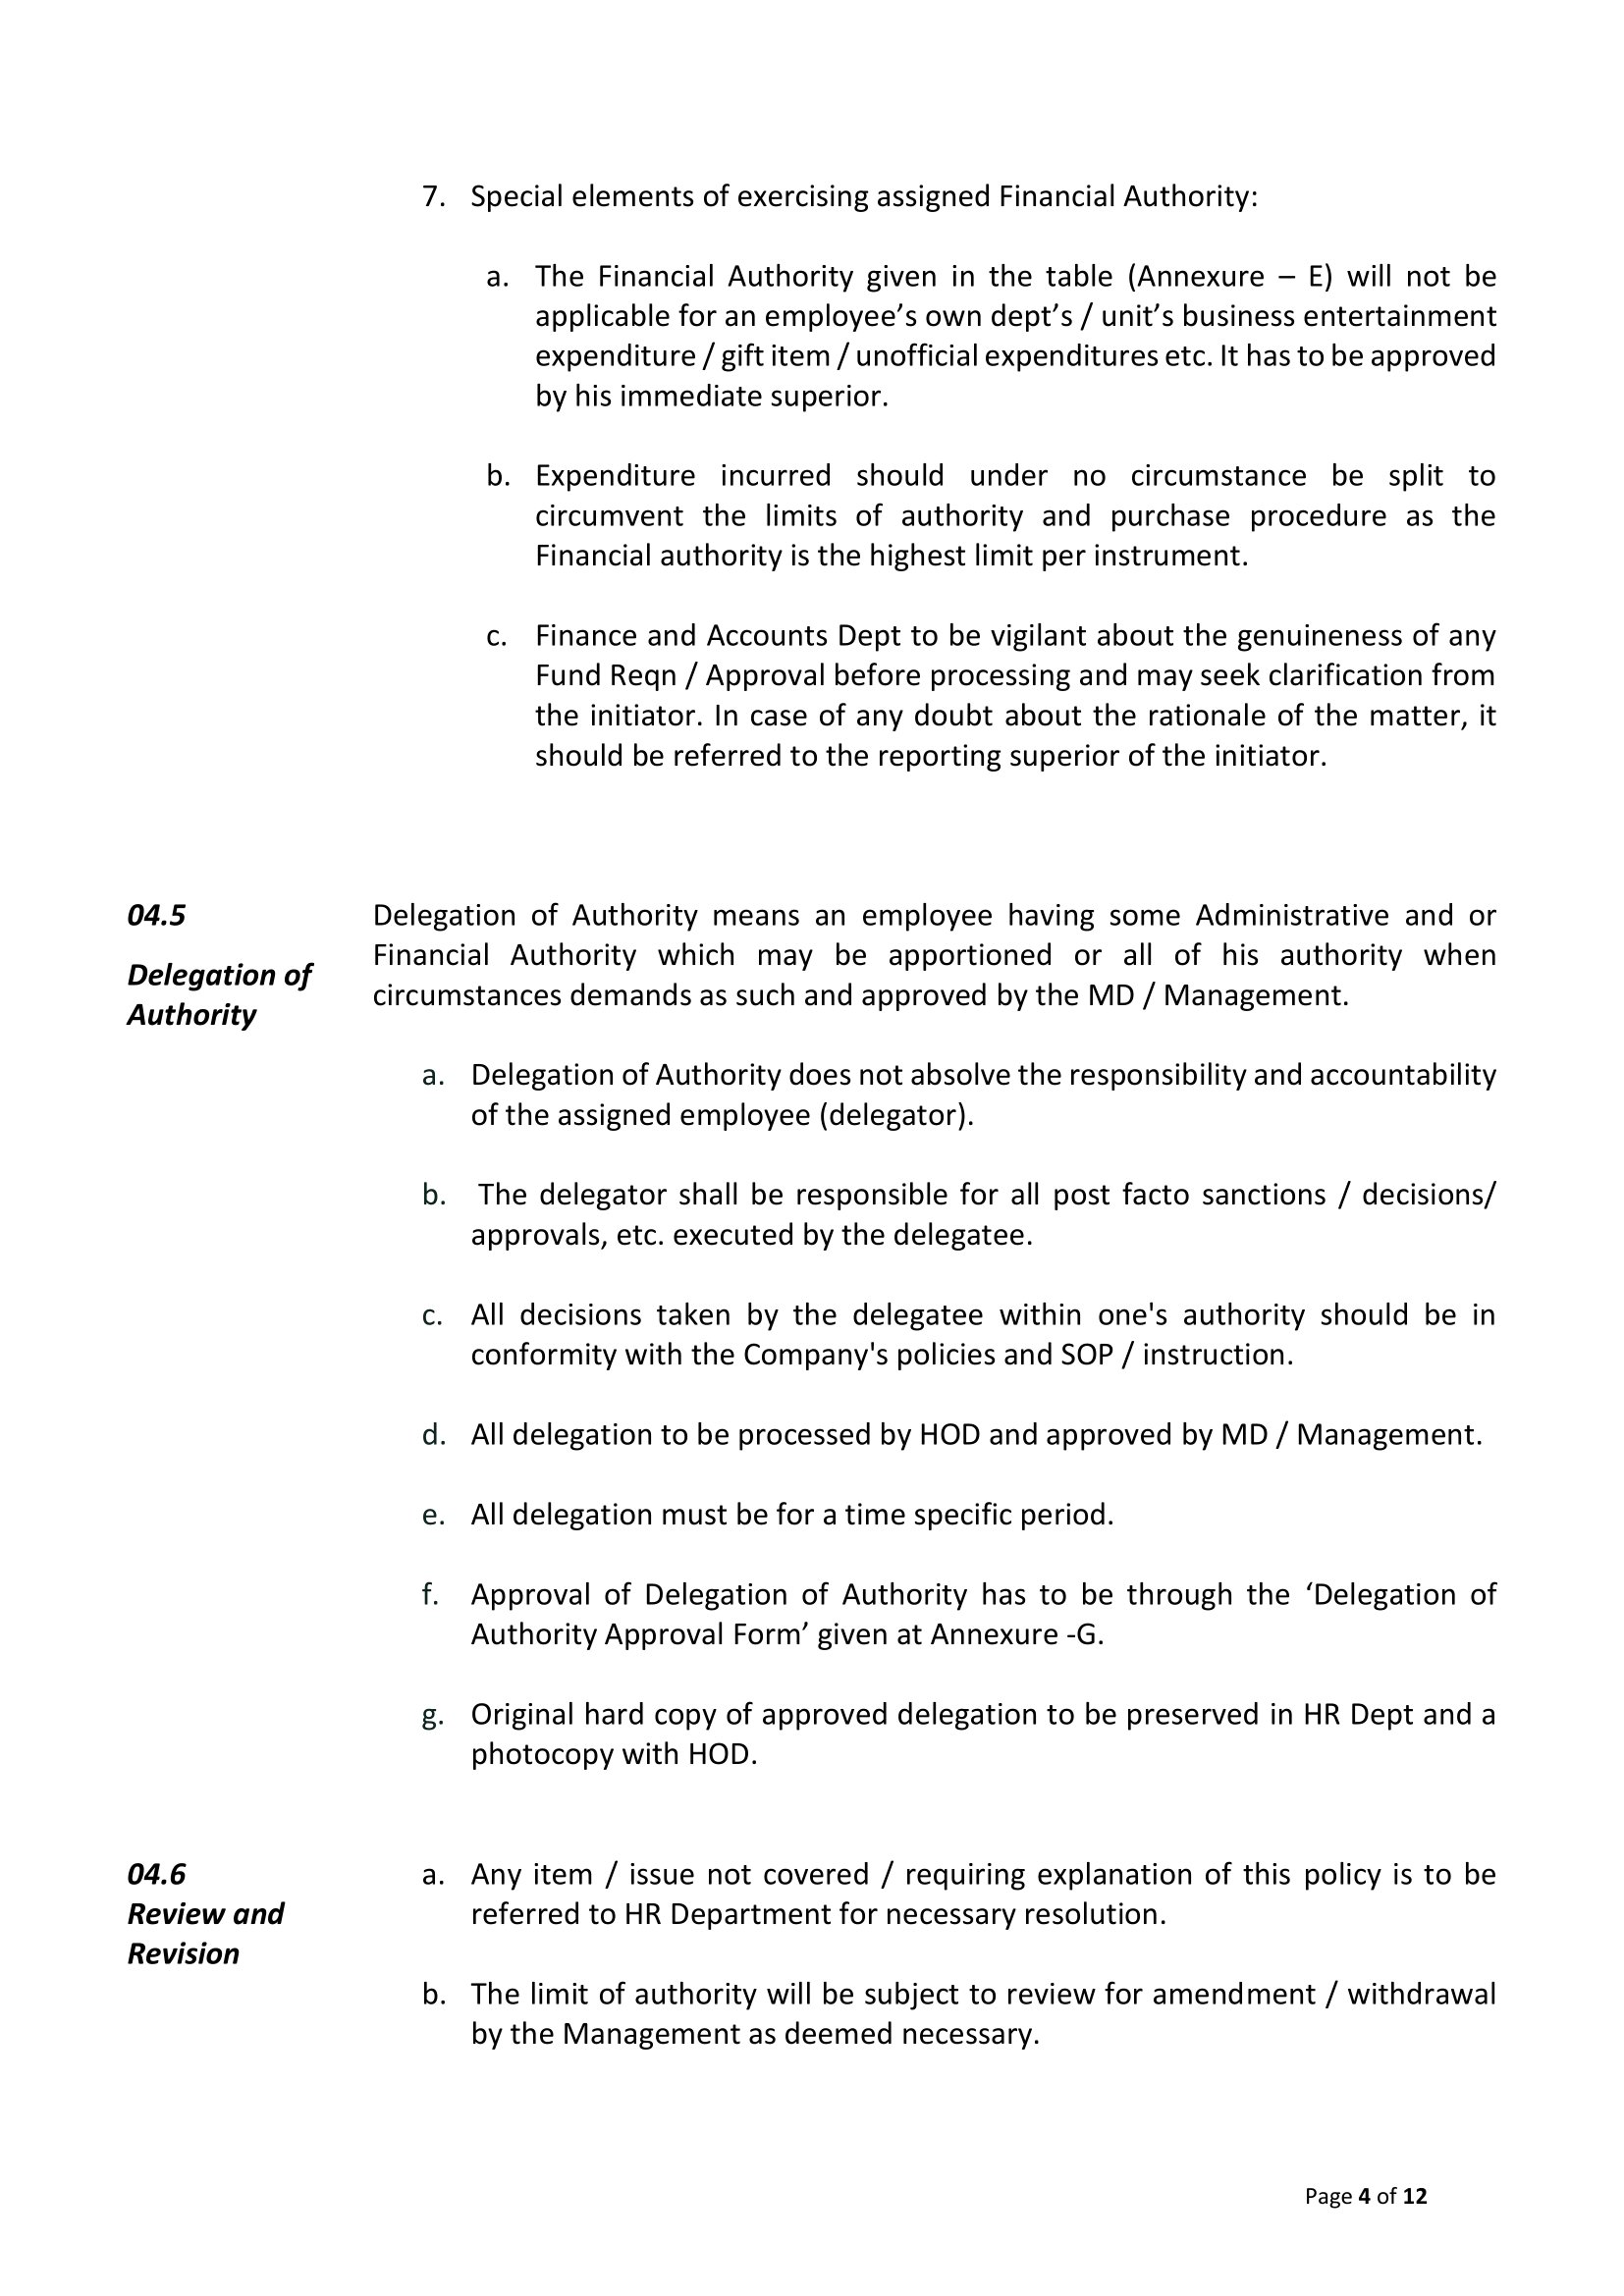 7. Special elements of exercising assigned Financial Authority:
a. The Financial Authority given in the table (Annexure – E) will not be
applicable for an employee’s own dept’s / unit’s business entertainment
expenditure / gift item / unofficial expenditures etc. It has to be approved
by his immediate superior.
b. Expenditure incurred should under no circumstance be split to
circumvent the limits of authority and purchase procedure as the
Financial authority is the highest limit per instrument.
c. Finance and Accounts Dept to be vigilant about the genuineness of any
Fund Reqn / Approval before processing and may seek clarification from
the initiator. In case of any doubt about the rationale of the matter, it
should be referred to the reporting superior of the initiator.
04.5
Delegation of
Authority
Delegation of Authority means an employee having some Administrative and or
Financial Authority which may be apportioned or all of his authority when
circumstances demands as such and approved by the MD / Management.
a. Delegation of Authority does not absolve the responsibility and accountability
of the assigned employee (delegator).
b. The delegator shall be responsible for all post facto sanctions / decisions/
approvals, etc. executed by the delegatee.
c. All decisions taken by the delegatee within one's authority should be in
conformity with the Company's policies and SOP / instruction.
d. All delegation to be processed by HOD and approved by MD / Management.
e. All delegation must be for a time specific period.
f. Approval of Delegation of Authority has to be through the ‘Delegation of
Authority Approval Form’ given at Annexure -G.
g. Original hard copy of approved delegation to be preserved in HR Dept and a
photocopy with HOD.
04.6
Review and
Revision
a. Any item / issue not covered / requiring explanation of this policy is to be
referred to HR Department for necessary resolution.
b. The limit of authority will be subject to review for amendment / withdrawal
by the Management as deemed necessary.
Page 4 of 12